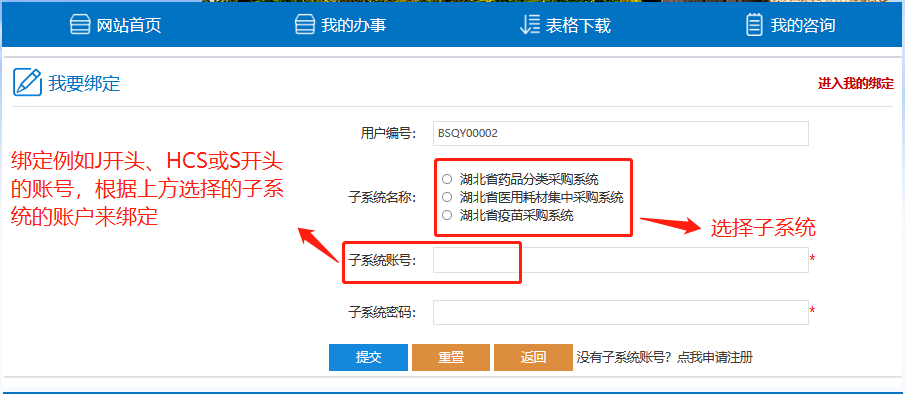 网站首页 我的办事 表格下载 我的咨询
我要绑定 进入我的绑定
用户编号： BSQY00002
绑定例如J开头、HCS或S开头
的账号，根据上方选择的子系
统的账户来绑定
子系统名称：
湖北省药品分类采购系统
湖北省医用耗材集中采购系统
湖北省疫苗采购系统
选择子系统
子系统账号： *
子系统密码： *
提交 重置 返回 没有子系统账号？点我申请注册